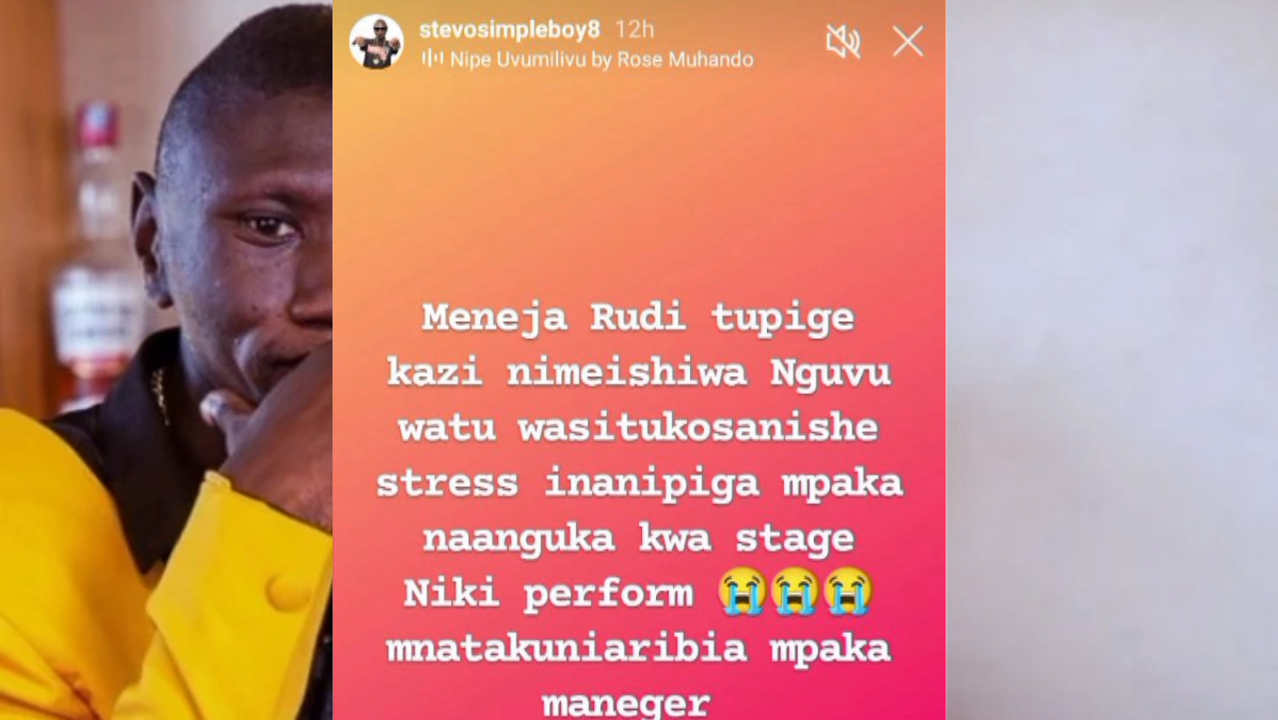 stevosimpleboy8 12h
Nipe Uvumilivu by Rose Muhando
Meneja Rudi tupige
kazi nimeishiwa Nguvu
watu wasitukosanishe
stress inanipiga mpaka
naanguka kwa stage
Niki perform 😭😭😭
mnatakuniaribia mpaka
maneger